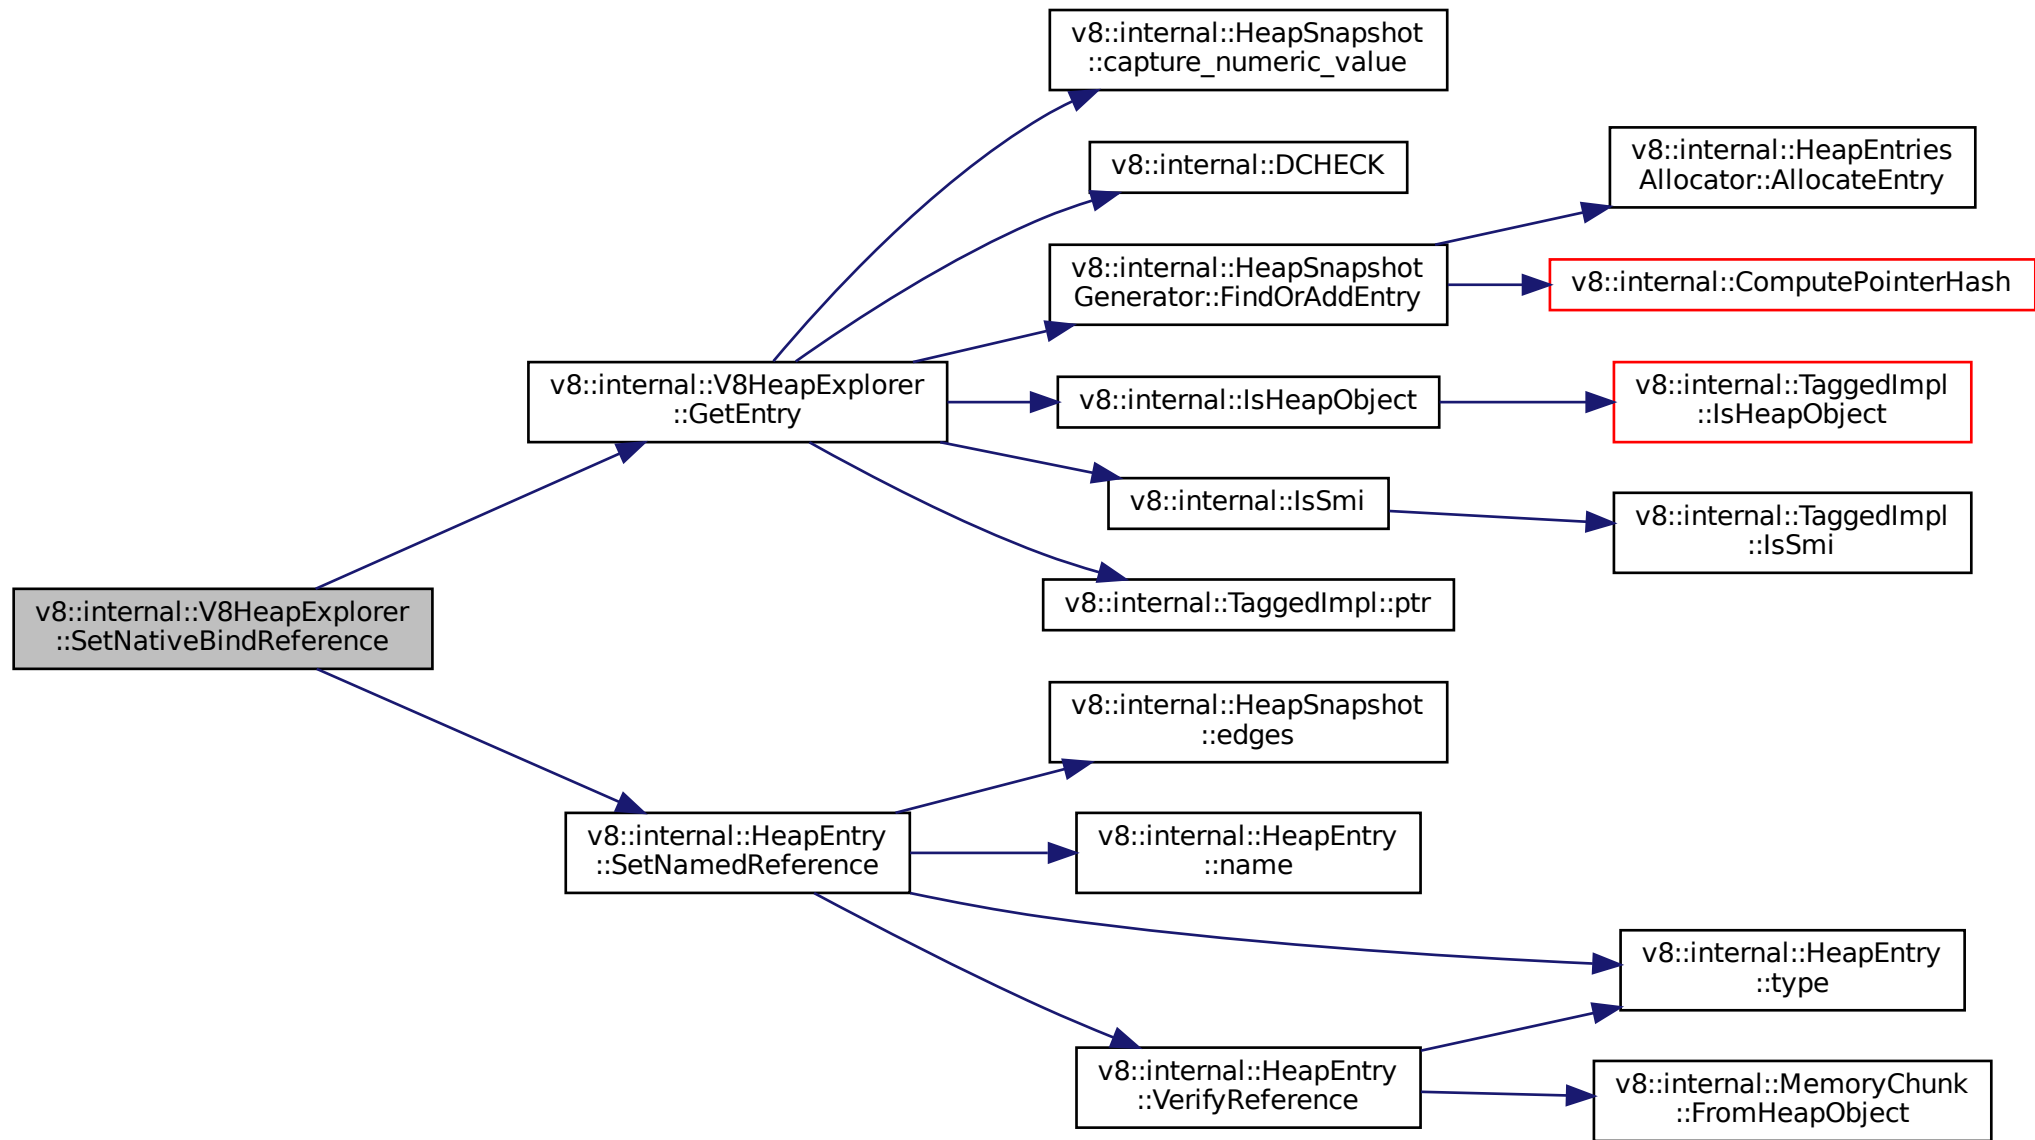 v8::internal::HeapSnapshot
::capture_numeric_value
v8::internal::DCHECK
v8::internal::HeapEntries
Allocator::AllocateEntry
v8::internal::HeapSnapshot
Generator::FindOrAddEntry
v8::internal::ComputePointerHash
v8::internal::V8HeapExplorer
::GetEntry
v8::internal::IsHeapObject
v8::internal::TaggedImpl
::IsHeapObject
v8::internal::IsSmi
v8::internal::TaggedImpl
::IsSmi
v8::internal::TaggedImpl::ptr
v8::internal::V8HeapExplorer
::SetNativeBindReference
v8::internal::HeapSnapshot
::edges
v8::internal::HeapEntry
::SetNamedReference
v8::internal::HeapEntry
::name
v8::internal::HeapEntry
::type
v8::internal::HeapEntry
::VerifyReference
v8::internal::MemoryChunk
::FromHeapObject